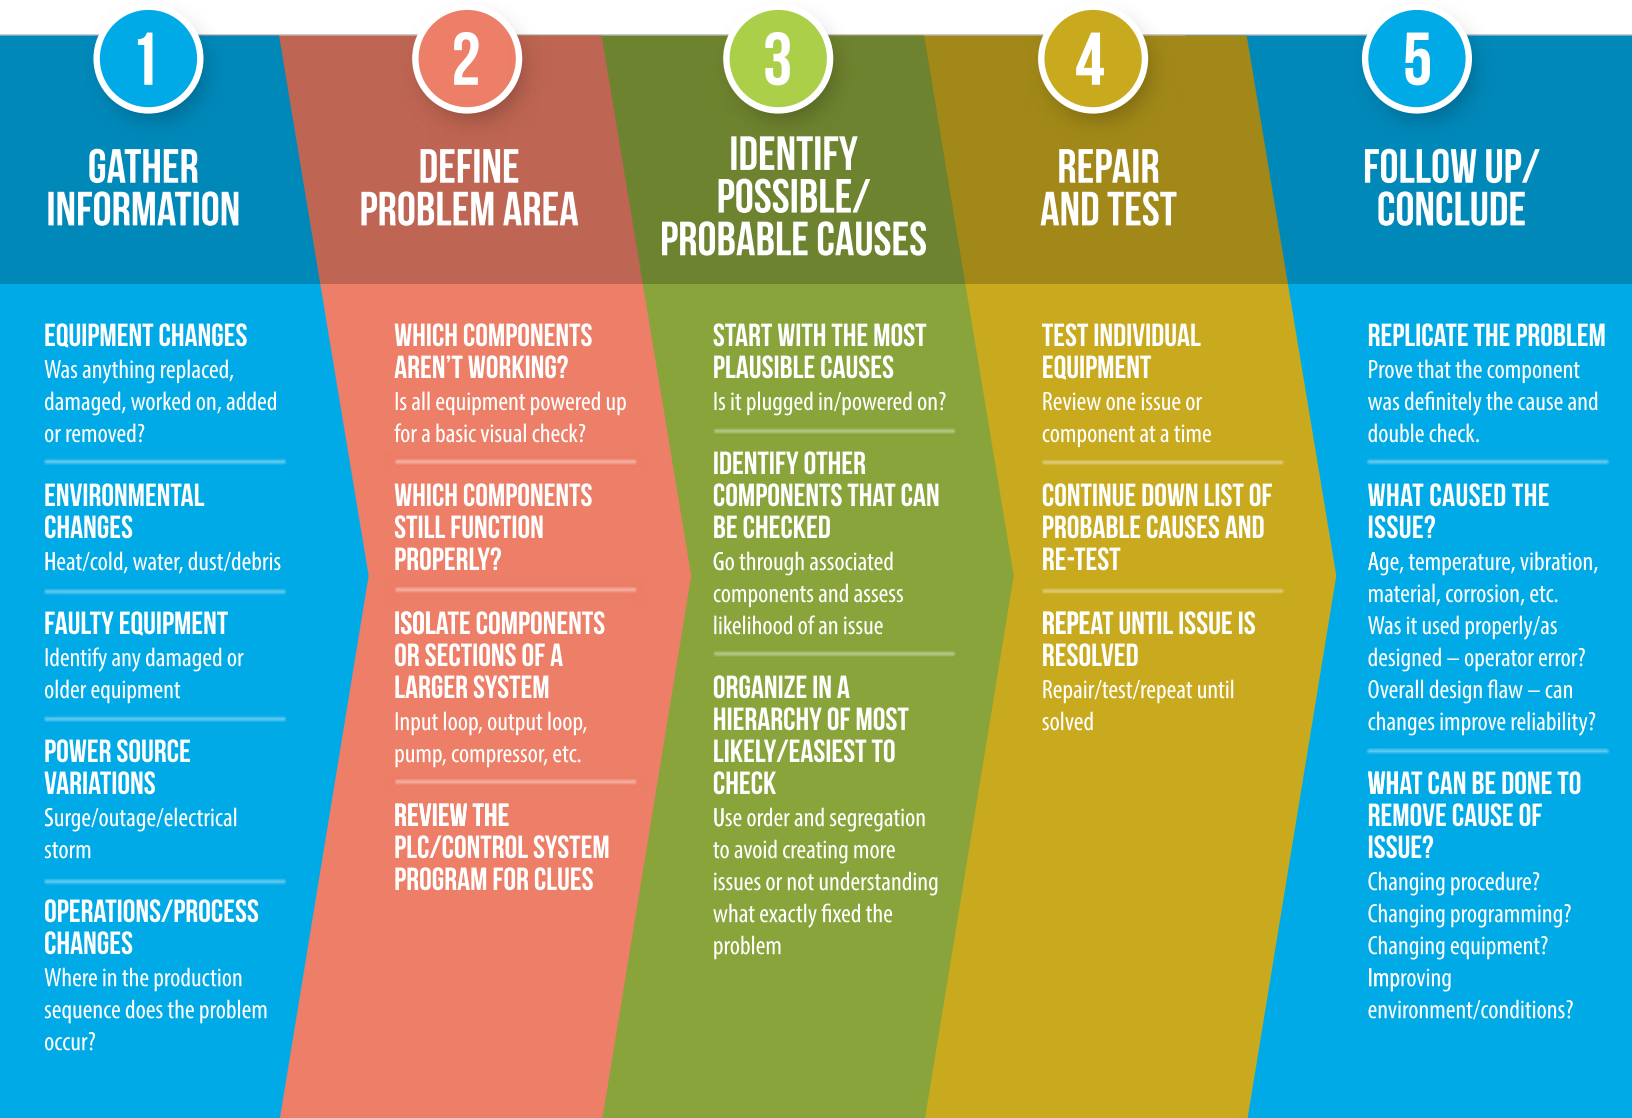 1
GATHER
INFORMATION
EQUIPMENT CHANGES
Was anything replaced,
damaged, worked on, added
or removed?
ENVIRONMENTAL
CHANGES
Heat/cold, water, dust/debris
FAULTY EQUIPMENT
Identify any damaged or
older equipment
POWER SOURCE
VARIATIONS
Surge/outage/electrical
storm
OPERATIONS/PROCESS
CHANGES
Where in the production
sequence does the problem
occur?
2
DEFINE
PROBLEM AREA
WHICH COMPONENTS
AREN'T WORKING?
Is all equipment powered up
for a basic visual check?
WHICH COMPONENTS
STILL FUNCTION
PROPERLY?
ISOLATE COMPONENTS
OR SECTIONS OF A
LARGER SYSTEM
Input loop, output loop,
pump, compressor, etc.
REVIEW THE
PLC/CONTROL SYSTEM
PROGRAM FOR CLUES
3
IDENTIFY
POSSIBLE/
PROBABLE CAUSES
START WITH THE MOST
PLAUSIBLE CAUSES
Is it plugged in/powered on?
IDENTIFY OTHER
COMPONENTS THAT CAN
BE CHECKED
Go through associated
components and assess
likelihood of an issue
ORGANIZE IN A
HIERARCHY OF MOST
LIKELY/EASIEST TO
CHECK
Use order and segregation
to avoid creating more
issues or not understanding
what exactly fixed the
problem
4
REPAIR
AND TEST
TEST INDIVIDUAL
EQUIPMENT
Review one issue or
component at a time
CONTINUE DOWN LIST OF
PROBABLE CAUSES AND
RE-TEST
REPEAT UNTIL ISSUE IS
RESOLVED
Repair/test/repeat until
solved
5
FOLLOW UP/
CONCLUDE
REPLICATE THE PROBLEM
Prove that the component
was definitely the cause and
double check.
WHAT CAUSED THE
ISSUE?
Age, temperature, vibration,
material, corrosion, etc.
Was it used properly/as
designed – operator error?
Overall design flaw – can
changes improve reliability?
WHAT CAN BE DONE TO
REMOVE CAUSE OF
ISSUE?
Changing procedure?
Changing programming?
Changing equipment?
Improving
environment/conditions?